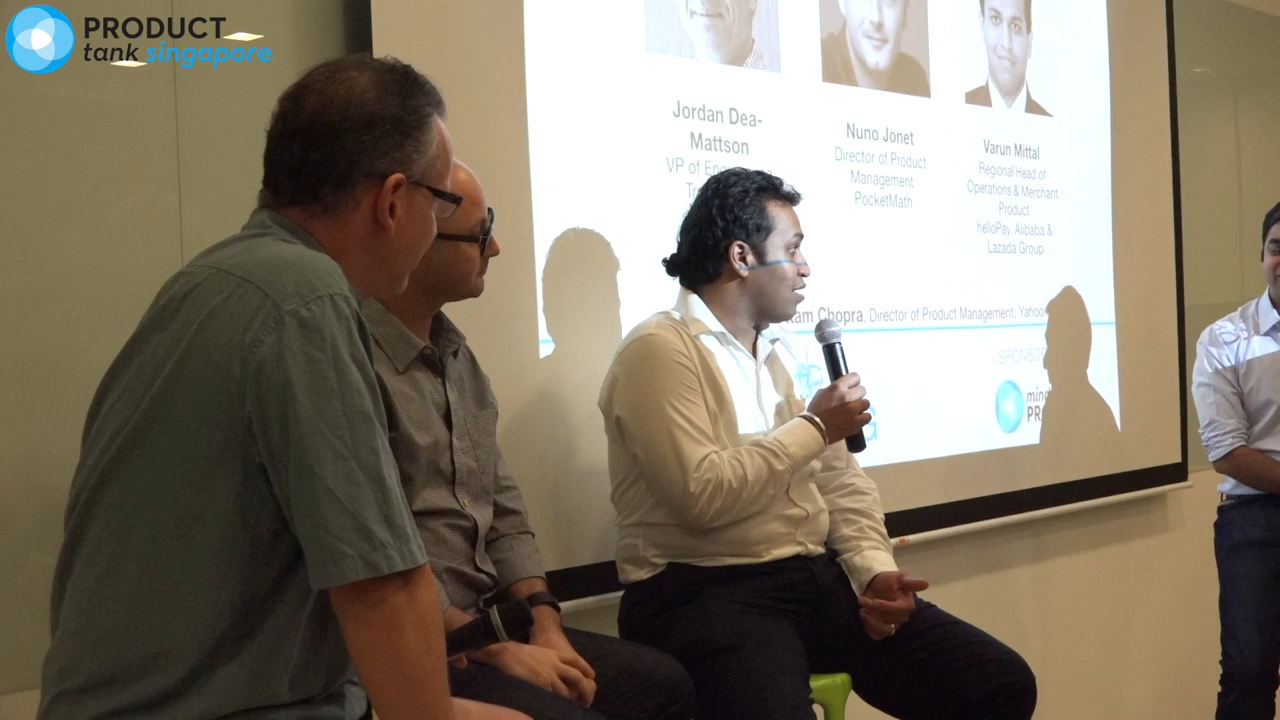 PRODUCT
tank singapore
Jordan Dea-
Mattson
VP of
Nuno Jonet
Director of Product
Management
PocketMath
Varun Mittal
Regional Head of
Operations & Merchant
Product
helloPay, Alibaba &
Lazada Group
Chopra, Director of Product Management, Yahoo